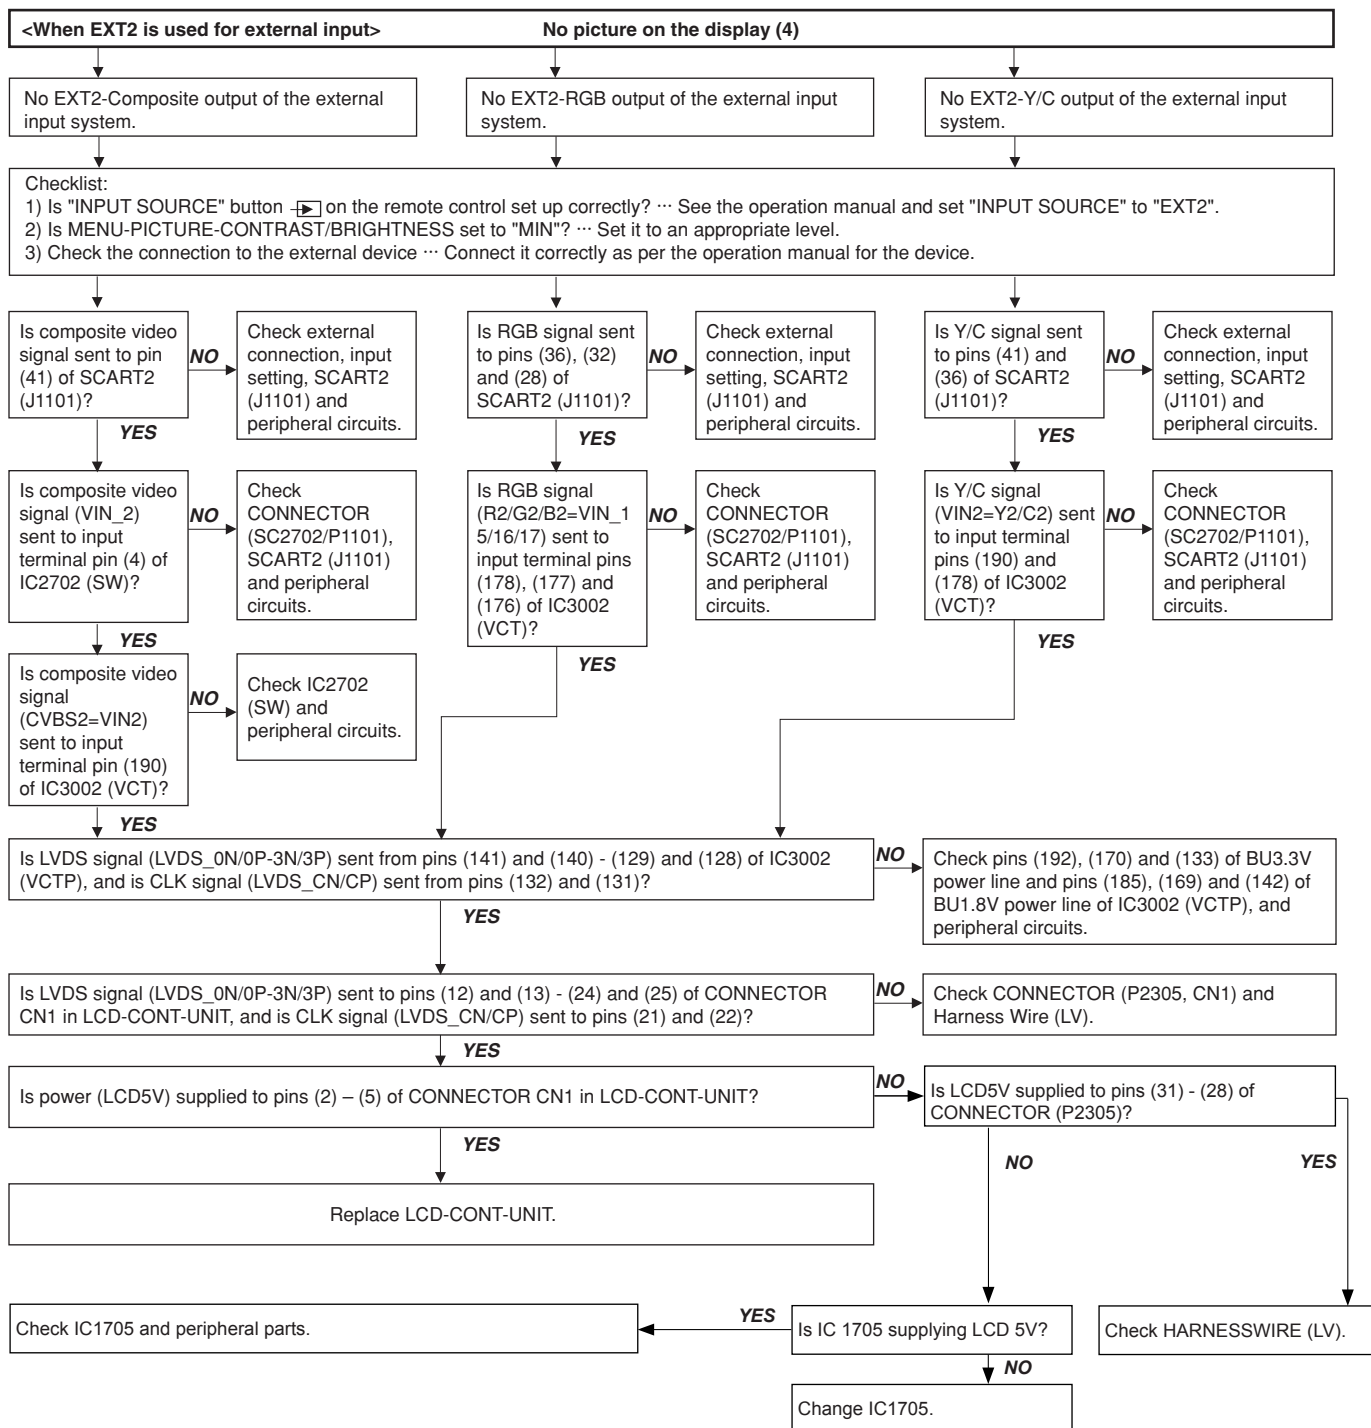 <When EXT2 is used for external input>
No picture on the display (4)
No EXT2-Composite output of the external
input system.
No EXT2-RGB output of the external input
system.
No EXT2-Y/C output of the external input
system.
Checklist:
1) Is "INPUT SOURCE" button on the remote control set up correctly? ··· See the operation manual and set "INPUT SOURCE" to "EXT2".
2) Is MENU-PICTURE-CONTRAST/BRIGHTNESS set to "MIN"? ··· Set it to an appropriate level.
3) Check the connection to the external device ··· Connect it correctly as per the operation manual for the device.
Is composite video
signal sent to pin
(41) of SCART2
(J1101)?
NO
Check external
connection, input
setting, SCART2
(J1101) and
peripheral circuits.
YES
Is RGB signal sent
to pins (36), (32)
and (28) of
SCART2 (J1101)?
NO
Check external
connection, input
setting, SCART2
(J1101) and
peripheral circuits.
YES
Is Y/C signal sent
to pins (41) and
(36) of SCART2
(J1101)?
NO
Check external
connection, input
setting, SCART2
(J1101) and
peripheral circuits.
YES
Is composite video
signal (VIN_2)
sent to input
terminal pin (4) of
IC2702 (SW)?
NO
Check
CONNECTOR
(SC2702/P1101),
SCART2 (J1101)
and peripheral
circuits.
YES
Is RGB signal
(R2/G2/B2=VIN_1
5/16/17) sent to
input terminal pins
(178), (177) and
(176) of IC3002
(VCT)?
NO
Check
CONNECTOR
(SC2702/P1101),
SCART2 (J1101)
and peripheral
circuits.
YES
Is Y/C signal
(VIN2=Y2/C2) sent
to input terminal
pins (190) and
(178) of IC3002
(VCT)?
NO
Check
CONNECTOR
(SC2702/P1101),
SCART2 (J1101)
and peripheral
circuits.
YES
Is composite video
signal
(CVBS2=VIN2)
sent to input
terminal pin (190)
of IC3002 (VCT)?
NO
Check IC2702
(SW) and
peripheral circuits.
YES
Is LVDS signal (LVDS_0N/0P-3N/3P) sent from pins (141) and (140) - (129) and (128) of IC3002
(VCTP), and is CLK signal (LVDS_CN/CP) sent from pins (132) and (131)?
NO
Check pins (192), (170) and (133) of BU3.3V
power line and pins (185), (169) and (142) of
BU1.8V power line of IC3002 (VCTP), and
peripheral circuits.
YES
Is LVDS signal (LVDS_0N/0P-3N/3P) sent to pins (12) and (13) - (24) and (25) of CONNECTOR
CN1 in LCD-CONT-UNIT, and is CLK signal (LVDS_CN/CP) sent to pins (21) and (22)?
NO
Check CONNECTOR (P2305, CN1) and
Harness Wire (LV).
YES
Is power (LCD5V) supplied to pins (2) – (5) of CONNECTOR CN1 in LCD-CONT-UNIT?
NO
Is LCD5V supplied to pins (31) - (28) of
CONNECTOR (P2305)?
YES
NO
YES
Replace LCD-CONT-UNIT.
Check IC1705 and peripheral parts.
YES
Is IC 1705 supplying LCD 5V?
Check HARNESSWIRE (LV).
NO
Change IC1705.